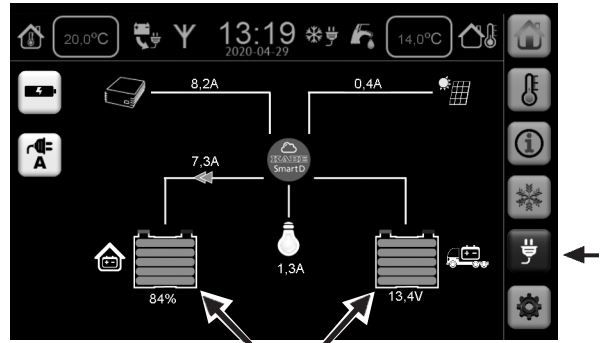 20,0°C
13:19
2020-04-29
14,0°C
8,2A
0,4A
A
KABE
SmartD
7,3A
1,3A
84%
13,4V